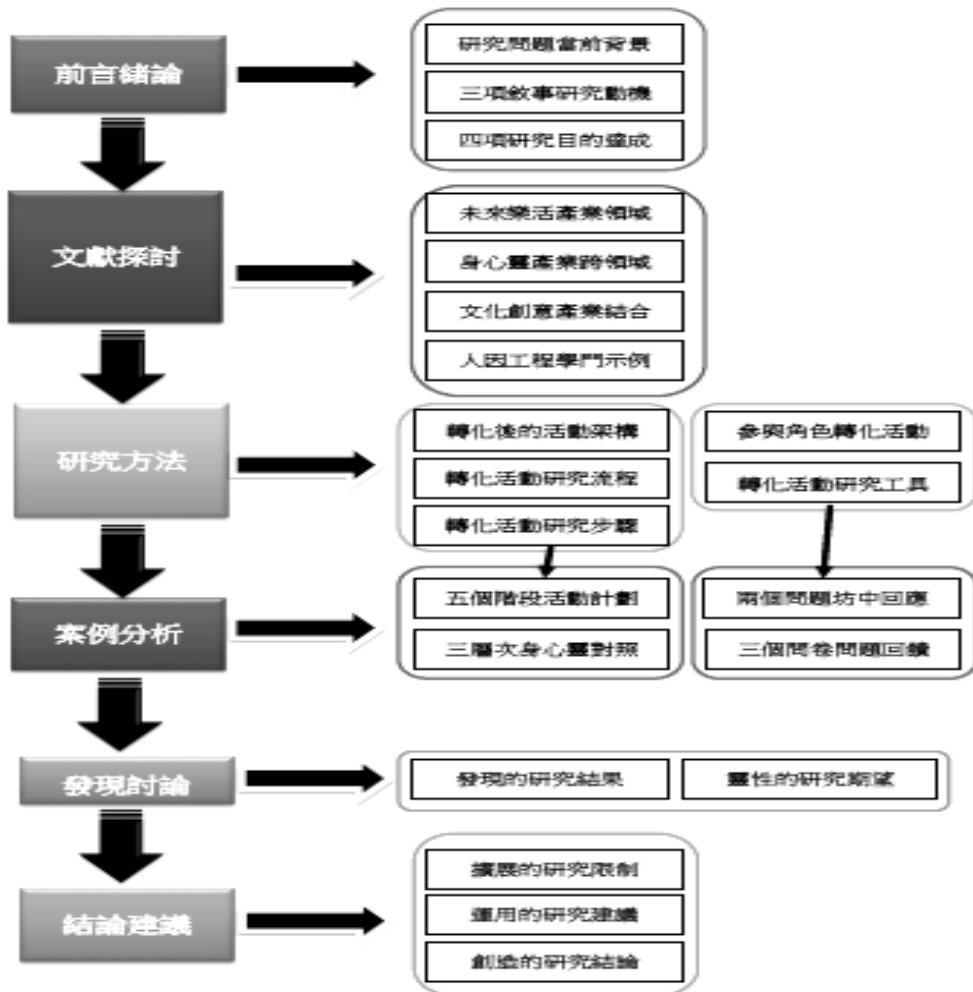 前言緒論
研究問題當前背景
三項敘事研究動機
四項研究目的達成
文獻探討
未來樂活產業領域
身心靈產業跨領域
文化創意產業結合
人因工程學門示例
研究方法
轉化後的活動架構
轉化活動研究流程
轉化活動研究步驟
參與角色轉化活動
轉化活動研究工具
案例分析
五個階段活動計劃
三層次身心靈對照
兩個問題坊中回應
三個問卷問題回饋
發現討論
發現的研究結果
靈性的研究期望
結論建議
擴展的研究限制
運用的研究建議
創造的研究結論